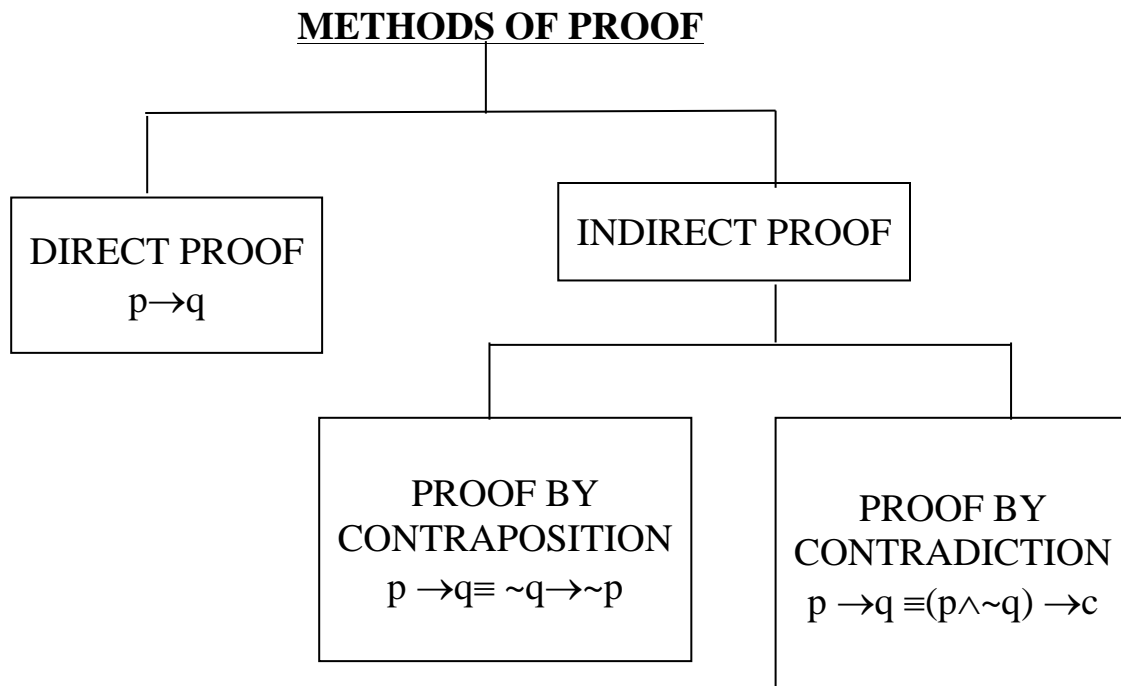 METHODS OF PROOF
DIRECT PROOF
p→q
INDIRECT PROOF
PROOF BY
CONTRAPOSITION
p →q≡ ~q→~p
PROOF BY
CONTRADICTION
p →q ≡(p∧~q) →c